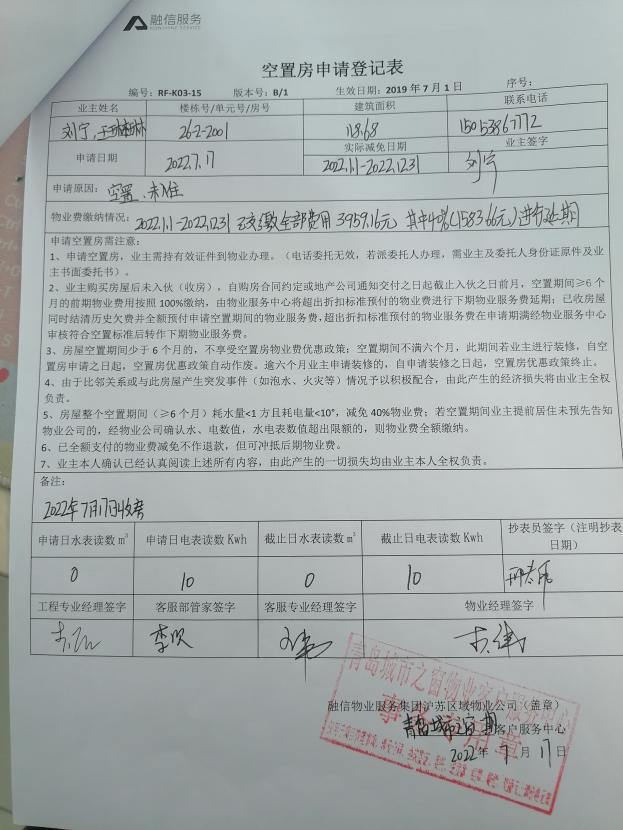 融信服务
RONSHINE SERVICE
空置房申请登记表
编号：RF-K03-15 版本号：B/1 生效日期：2019年7月1日 序号：
业主姓名 楼栋号/单元号/房号 建筑面积 联系电话
刘宁 26-2-2001 118.68 15053867772
申请日期 2022.7.17 实际减免日期 业主签字
2022.1.1-2022.12.31 刘宁
申请原因：空置、未住
物业费缴纳情况：2022.1.1-2022.12.31 已交缴全部费用3959.16元 其中40%(1583.66元)进行延期
申请空置房需注意：
1、申请空置房，业主需持有效证件到物业办理。（电话委托无效，若派委托人办理，需业主及委托人身份证原件及业
主书面委托书）。
2、业主购买房屋后未入伙（收房），自购房合同约定或地产公司通知交付之日起截止入伙之日前月，空置期间≥6个
月的前期物业费用按照100%缴纳，由物业服务中心将超出折扣标准预付的物业费进行下期物业服务费延期；已收房屋
同时结清历史欠费并全额预付申请空置期间的物业服务费，超出折扣标准预付的物业服务费在申请期满经物业服务中心
审核符合空置标准后转作下期物业服务费。
3、房屋空置期间少于6个月的，不享受空置房物业费优惠政策；空置期间不满六个月，此期间若业主进行装修，自空
置房申请之日起，空置房优惠政策自动作废。逾六个月业主申请装修的，自申请装修之日起，空置房优惠政策终止。
4、由于比邻关系或与此房屋产生突发事件（如泡水、火灾等）情况予以积极配合，由此产生的经济损失将由业主全权
负责。
5、房屋整个空置期间（≥6个月）耗水量<1方且耗电量<10°，减免40%物业费；若空置期间业主提前居住未预先告知
物业公司的，经物业公司确认水、电数值，水电表数值超出限额的，则物业费全额缴纳。
6、已全额支付的物业费减免不作退款，但可冲抵后期物业费。
7、业主本人确认已经认真阅读上述所有内容，由此产生的一切损失均由业主本人全权负责。
备注：
2022年7月17日收房
申请日水表读数m³ 申请日电表读数Kwh 截止日水表读数m³ 截止日电表读数Kwh 抄表员签字（注明抄表
日期）
0 10 0 10
工程专业经理签字 客服部管家签字 客服专业经理签字 物业经理签字
青岛城市之窗物业客户服务中心
融信物业服务集团沪苏区域物业公司（盖章）
青岛城市之窗 客户服务中心
2022年7月17日